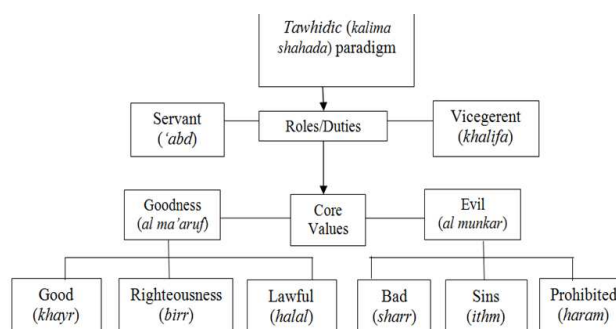 Tawhidic (kalima
shahada) paradigm
Servant
(‘abd)
Roles/Duties
Vicegerent
(khalifa)
Goodness
(al ma’aruf)
Core
Values
Evil
(al munkar)
Good
(khayr)
Righteousness
(birr)
Lawful
(halal)
Bad
(sharr)
Sins
(ithm)
Prohibited
(haram)